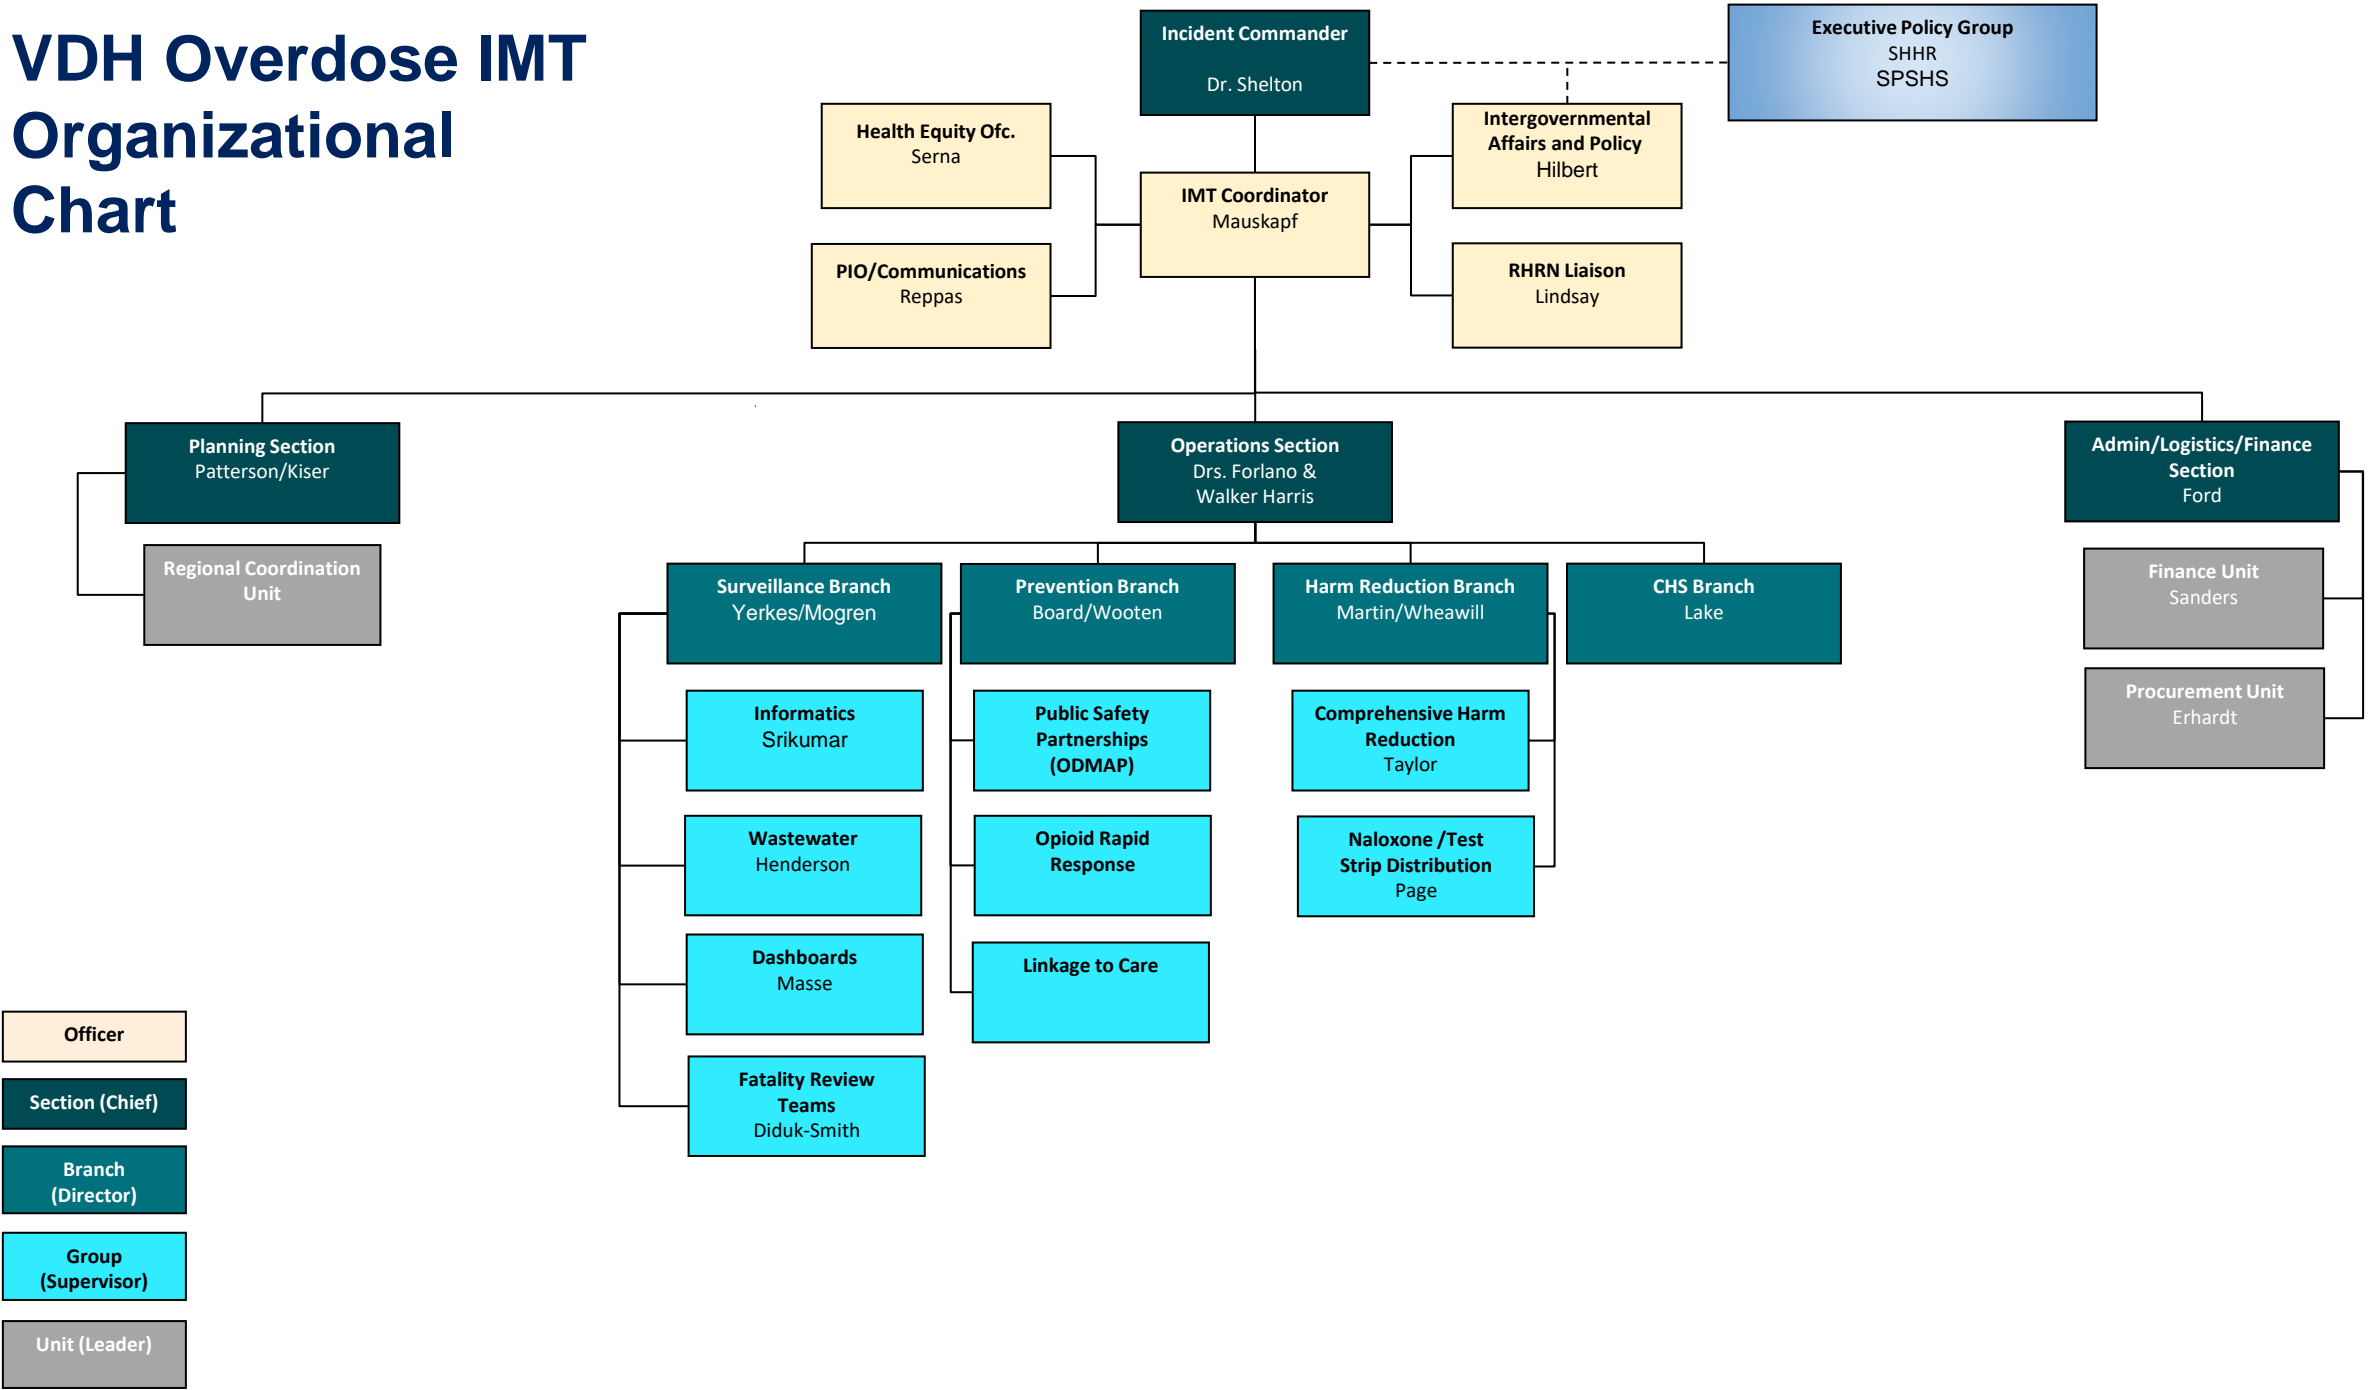 VDH Overdose IMT
Organizational
Chart
Incident Commander
Dr. Shelton
Executive Policy Group
SHHR
SPSHS
Health Equity Ofc.
Serna
Intergovernmental
Affairs and Policy
Hilbert
IMT Coordinator
Mauskapf
PIO/Communications
Reppas
RHRN Liaison
Lindsay
Planning Section
Patterson/Kiser
Operations Section
Drs. Forlano &
Walker Harris
Admin/Logistics/Finance
Section
Ford
Regional Coordination
Unit
Surveillance Branch
Yerkes/Mogren
Prevention Branch
Board/Wooten
Harm Reduction Branch
Martin/Wheawill
CHS Branch
Lake
Finance Unit
Sanders
Procurement Unit
Erhardt
Informatics
Srikumar
Public Safety
Partnerships
(ODMAP)
Comprehensive Harm
Reduction
Taylor
Wastewater
Henderson
Opioid Rapid
Response
Naloxone /Test
Strip Distribution
Page
Dashboards
Masse
Linkage to Care
Fatality Review
Teams
Diduk-Smith
Officer
Section (Chief)
Branch
(Director)
Group
(Supervisor)
Unit (Leader)